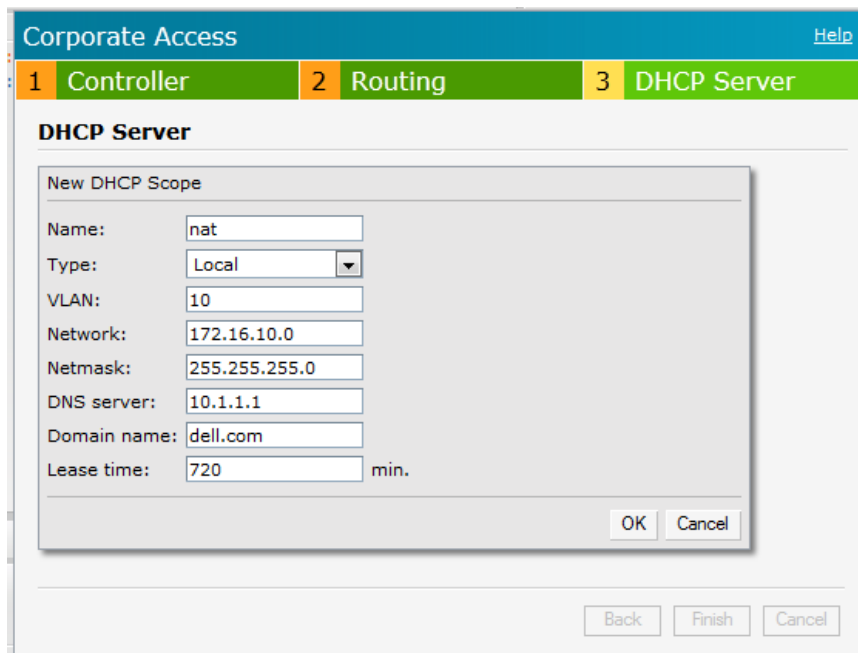 Corporate Access Help
1 Controller 2 Routing 3 DHCP Server
DHCP Server
New DHCP Scope
Name: nat
Type: Local
VLAN: 10
Network: 172.16.10.0
Netmask: 255.255.255.0
DNS server: 10.1.1.1
Domain name: dell.com
Lease time: 720 min.
OK Cancel
Back Finish Cancel